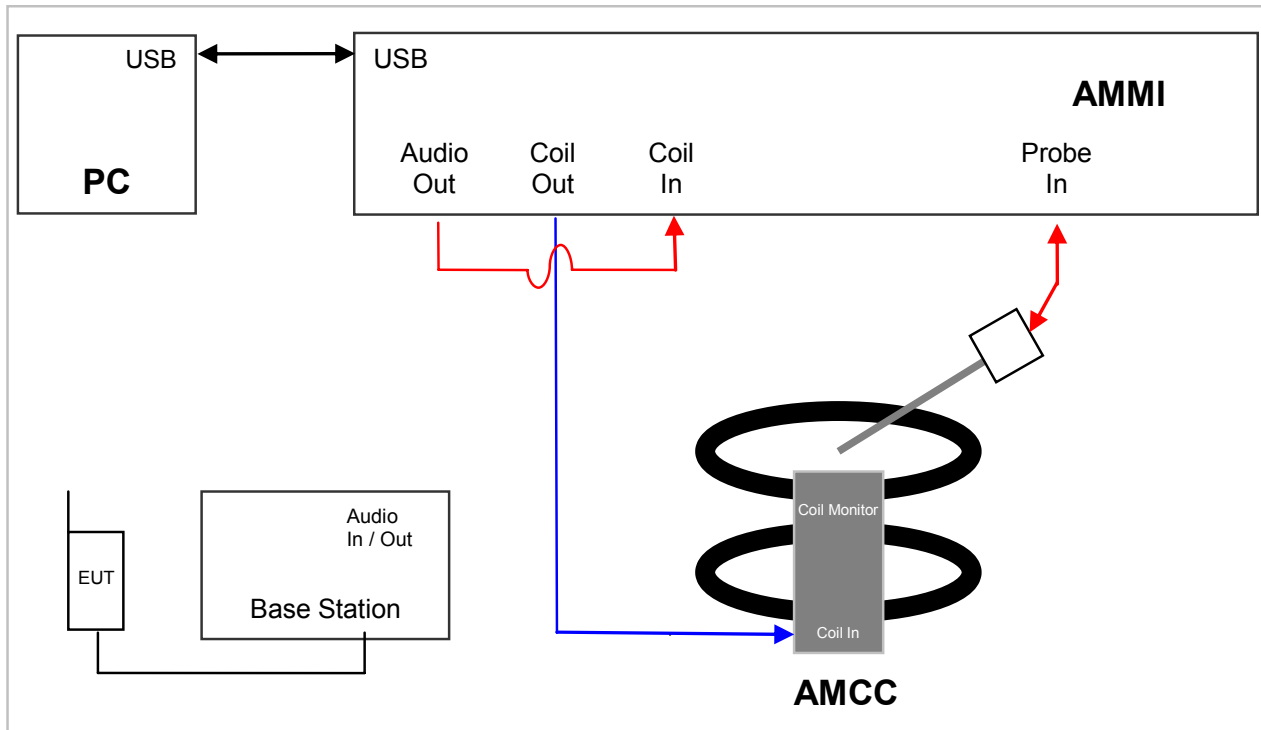 USB
PC
USB
AMMI
Audio
Out
Coil
Out
Coil
In
Probe
In
Coil Monitor
Coil In
AMCC
EUT
Audio
In / Out
Base Station